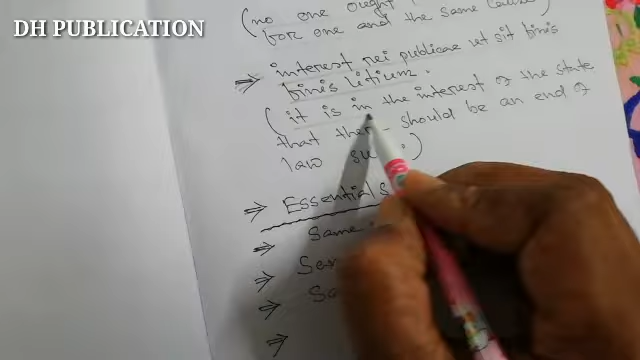 DH PUBLICATION
(no one ought
for one and the same cause)
⇒ interest rei publicae ut sit finis
finis litium.
(it is in the interest of the state
that there should be an end of
law su )
⇒ Essential
⇒ Same
⇒
⇒
⇒